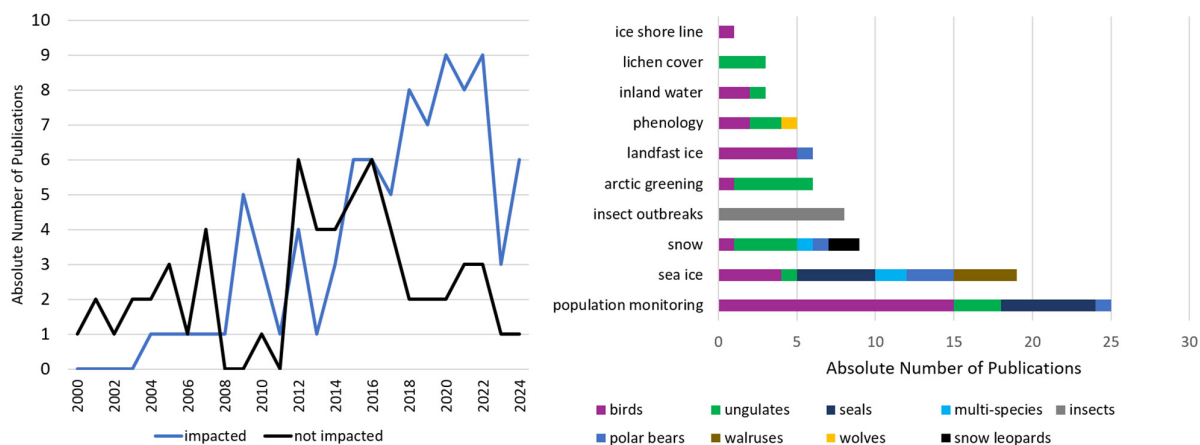 Absolute Number of Publications
10
9
8
7
6
5
4
3
2
1
0
2000
2002
2004
2006
2008
2010
2012
2014
2016
2018
2020
2022
2024
impacted
not impacted
ice shore line
lichen cover
inland water
phenology
landfast ice
arctic greening
insect outbreaks
snow
sea ice
population monitoring
0 5 10 15 20 25 30
Absolute Number of Publications
birds ungulates seals multi-species insects
polar bears walruses wolves snow leopards